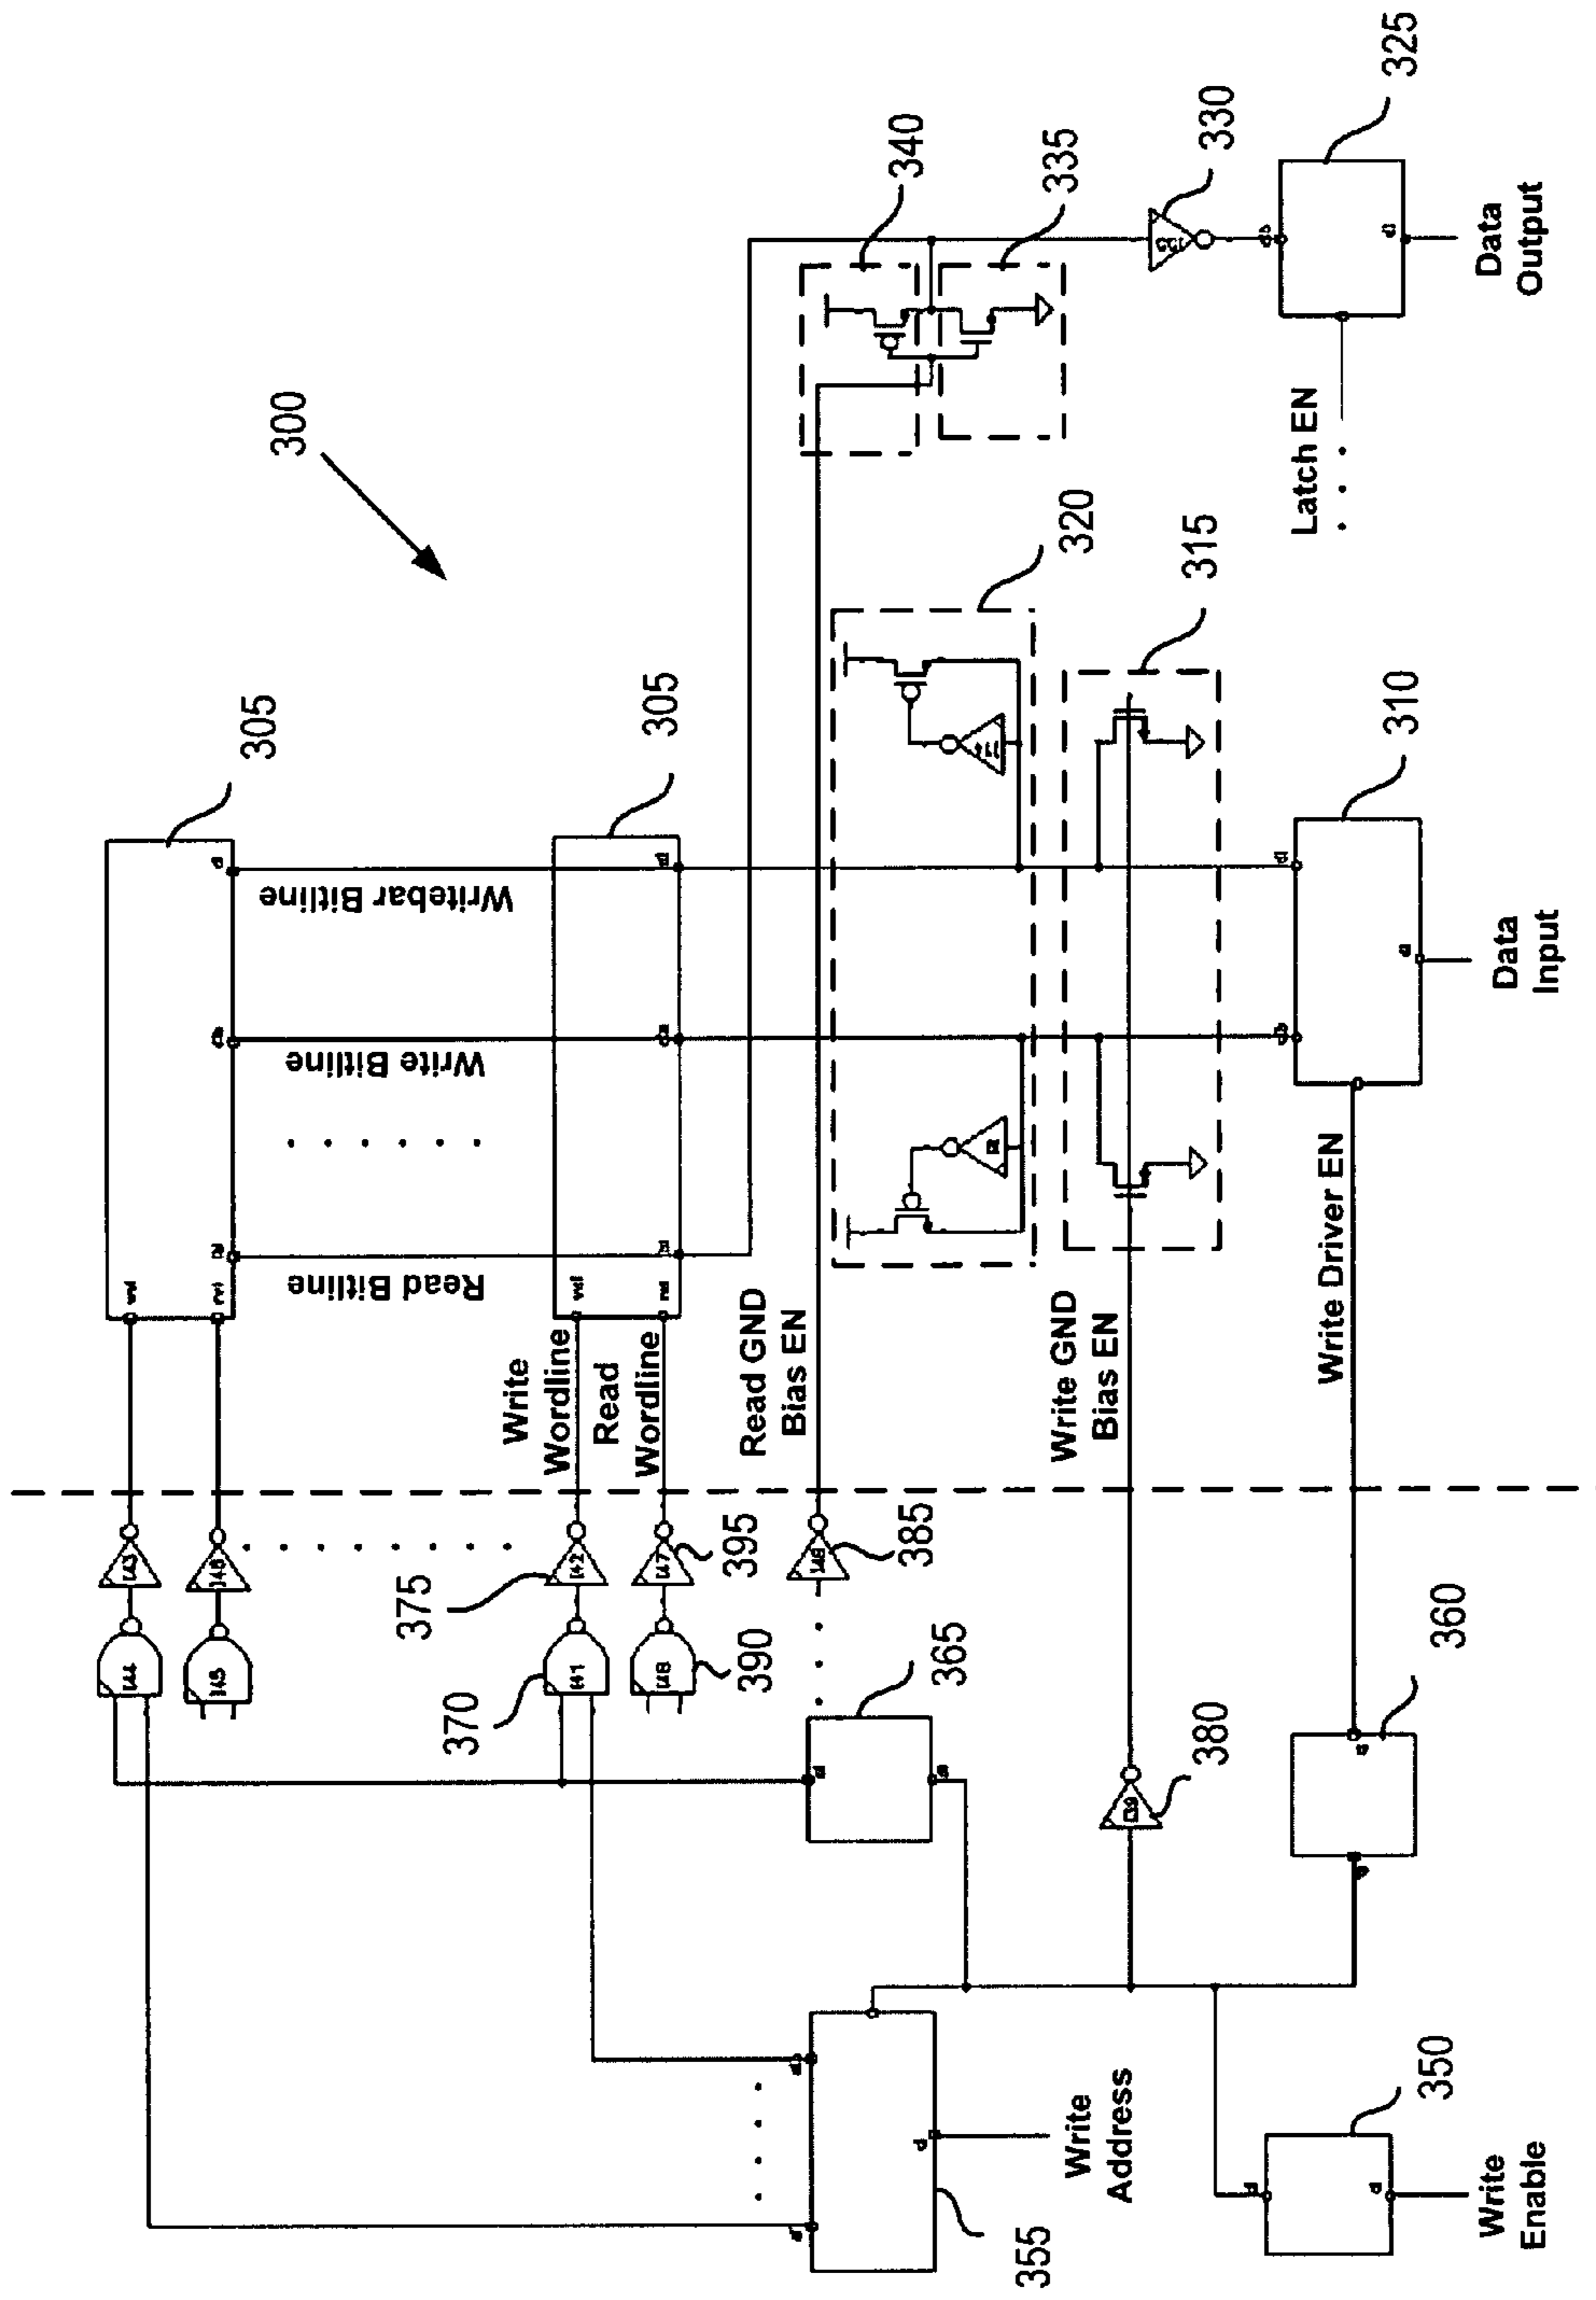 300
305
Writebar Bitline
Write Bitline
Read Bitline
305
340
335
330
325
Data
Output
Latch EN
320
315
310
Data
Input
Write
Wordline
Read
Wordline
Read GND
Bias EN
Write GND
Bias EN
Write Driver EN
375
395
385
370
390
365
380
360
355
Write
Address
350
Write
Enable